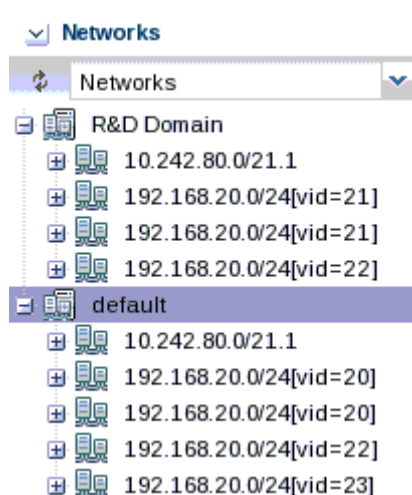 Networks
Networks
R&D Domain
10.242.80.0/21.1
192.168.20.0/24[vid=21]
192.168.20.0/24[vid=21]
192.168.20.0/24[vid=22]
default
10.242.80.0/21.1
192.168.20.0/24[vid=20]
192.168.20.0/24[vid=20]
192.168.20.0/24[vid=22]
192.168.20.0/24[vid=23]